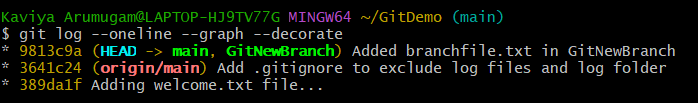 Kaviya Arumugam@LAPTOP-HJ9TV77G MINGW64 ~/GitDemo (main)
$ git log --oneline --graph --decorate
* 9813c9a (HEAD -> main, GitNewBranch) Added branchfile.txt in GitNewBranch
* 3641c24 (origin/main) Add .gitignore to exclude log files and log folder
* 389da1f Adding welcome.txt file...